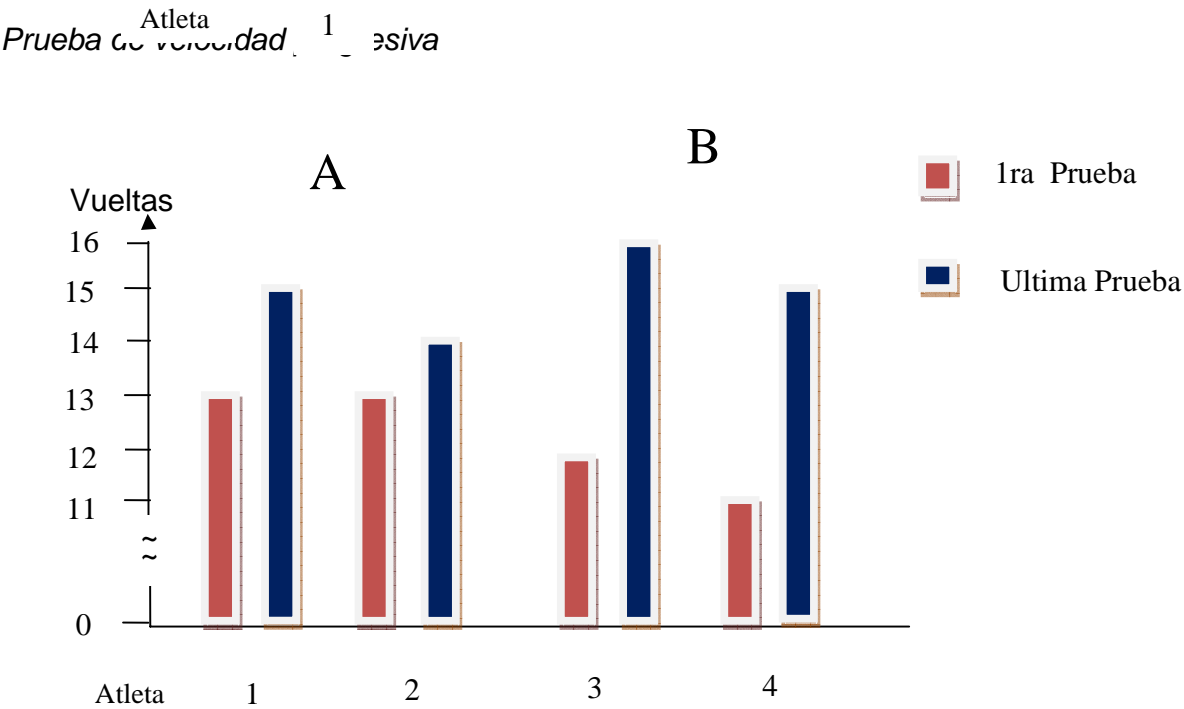 Atleta 1
Prueba
A
B
1ra Prueba
Vueltas
16
Ultima Prueba
15
14
13
12
11
~
~
0
Atleta 1 2 3 4